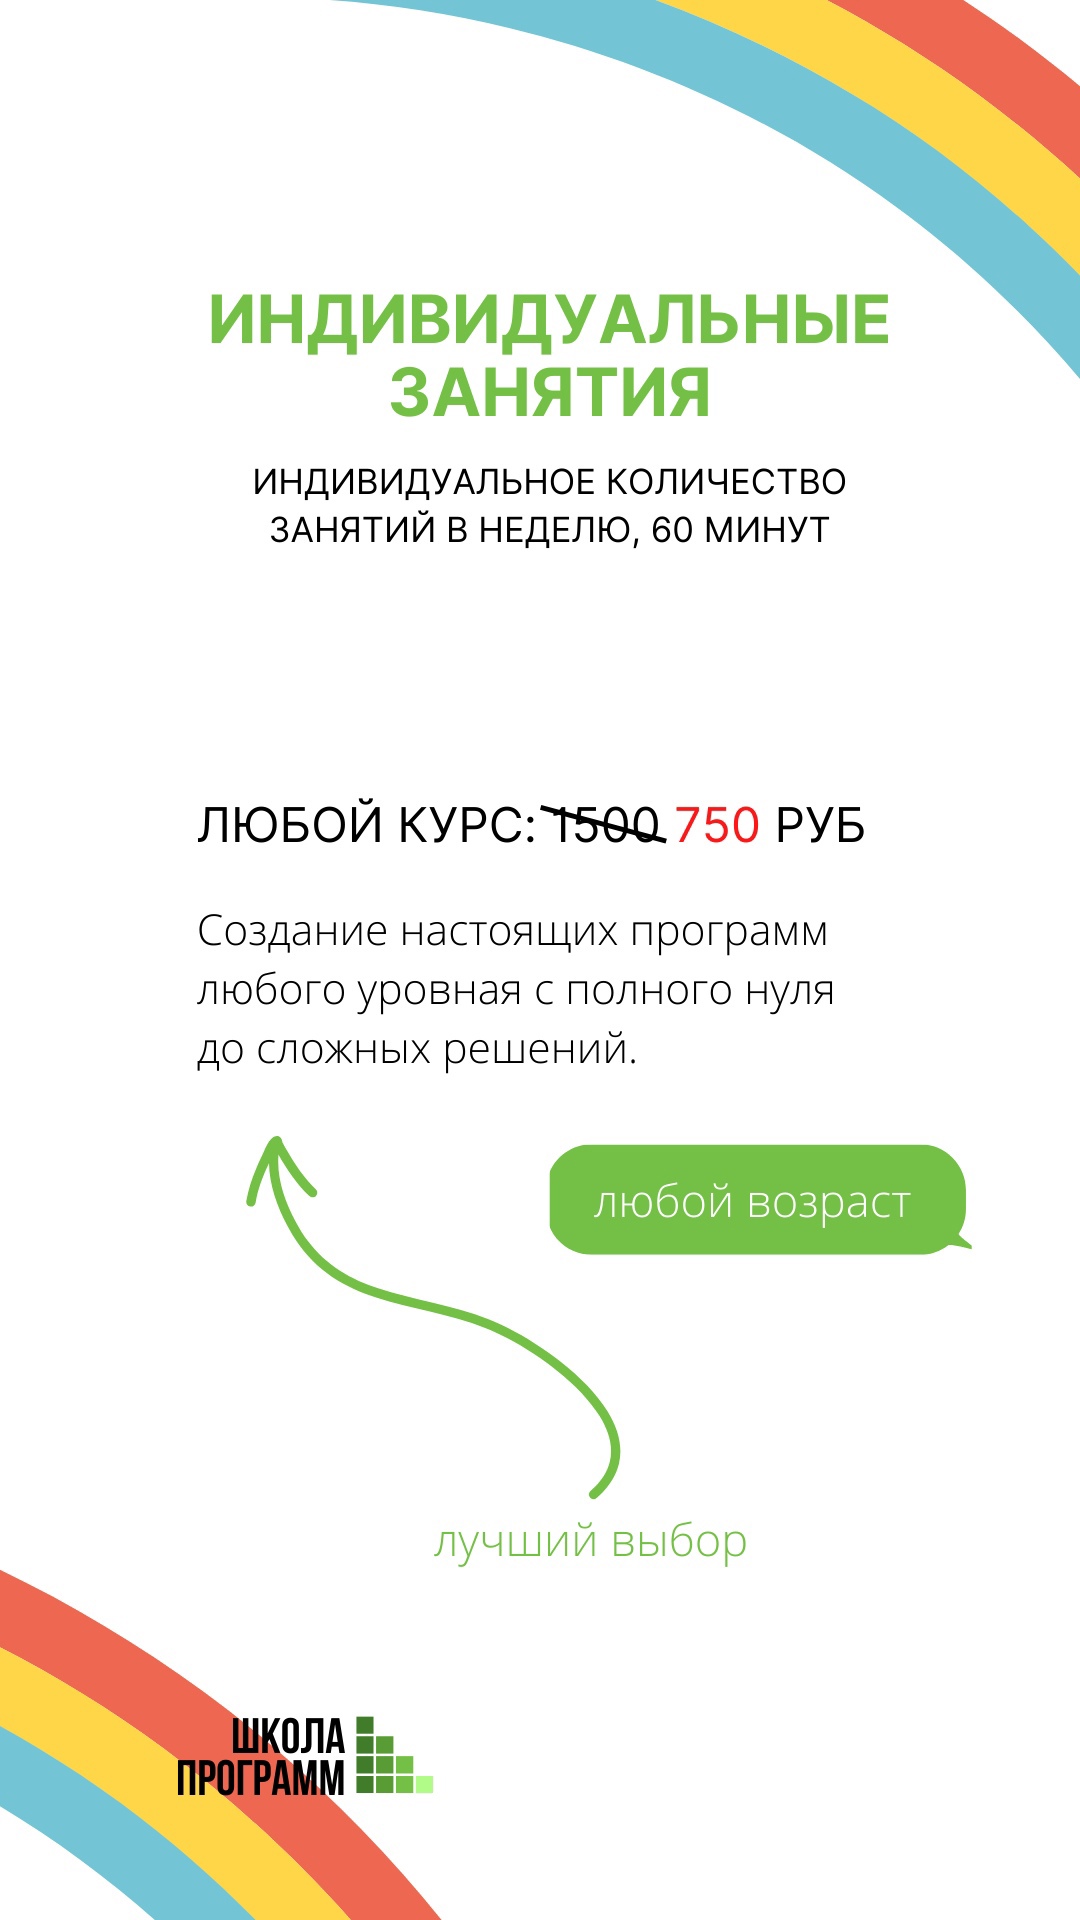 ИНДИВИДУАЛЬНЫЕ
ЗАНЯТИЯ
ИНДИВИДУАЛЬНОЕ КОЛИЧЕСТВО
ЗАНЯТИЙ В НЕДЕЛЮ, 60 МИНУТ
ЛЮБОЙ КУРС: 1500 750 РУБ
Создание настоящих программ
любого уровная с полного нуля
до сложных решений.
любой возраст
лучший выбор
ШКОЛА
ПРОГРАММ